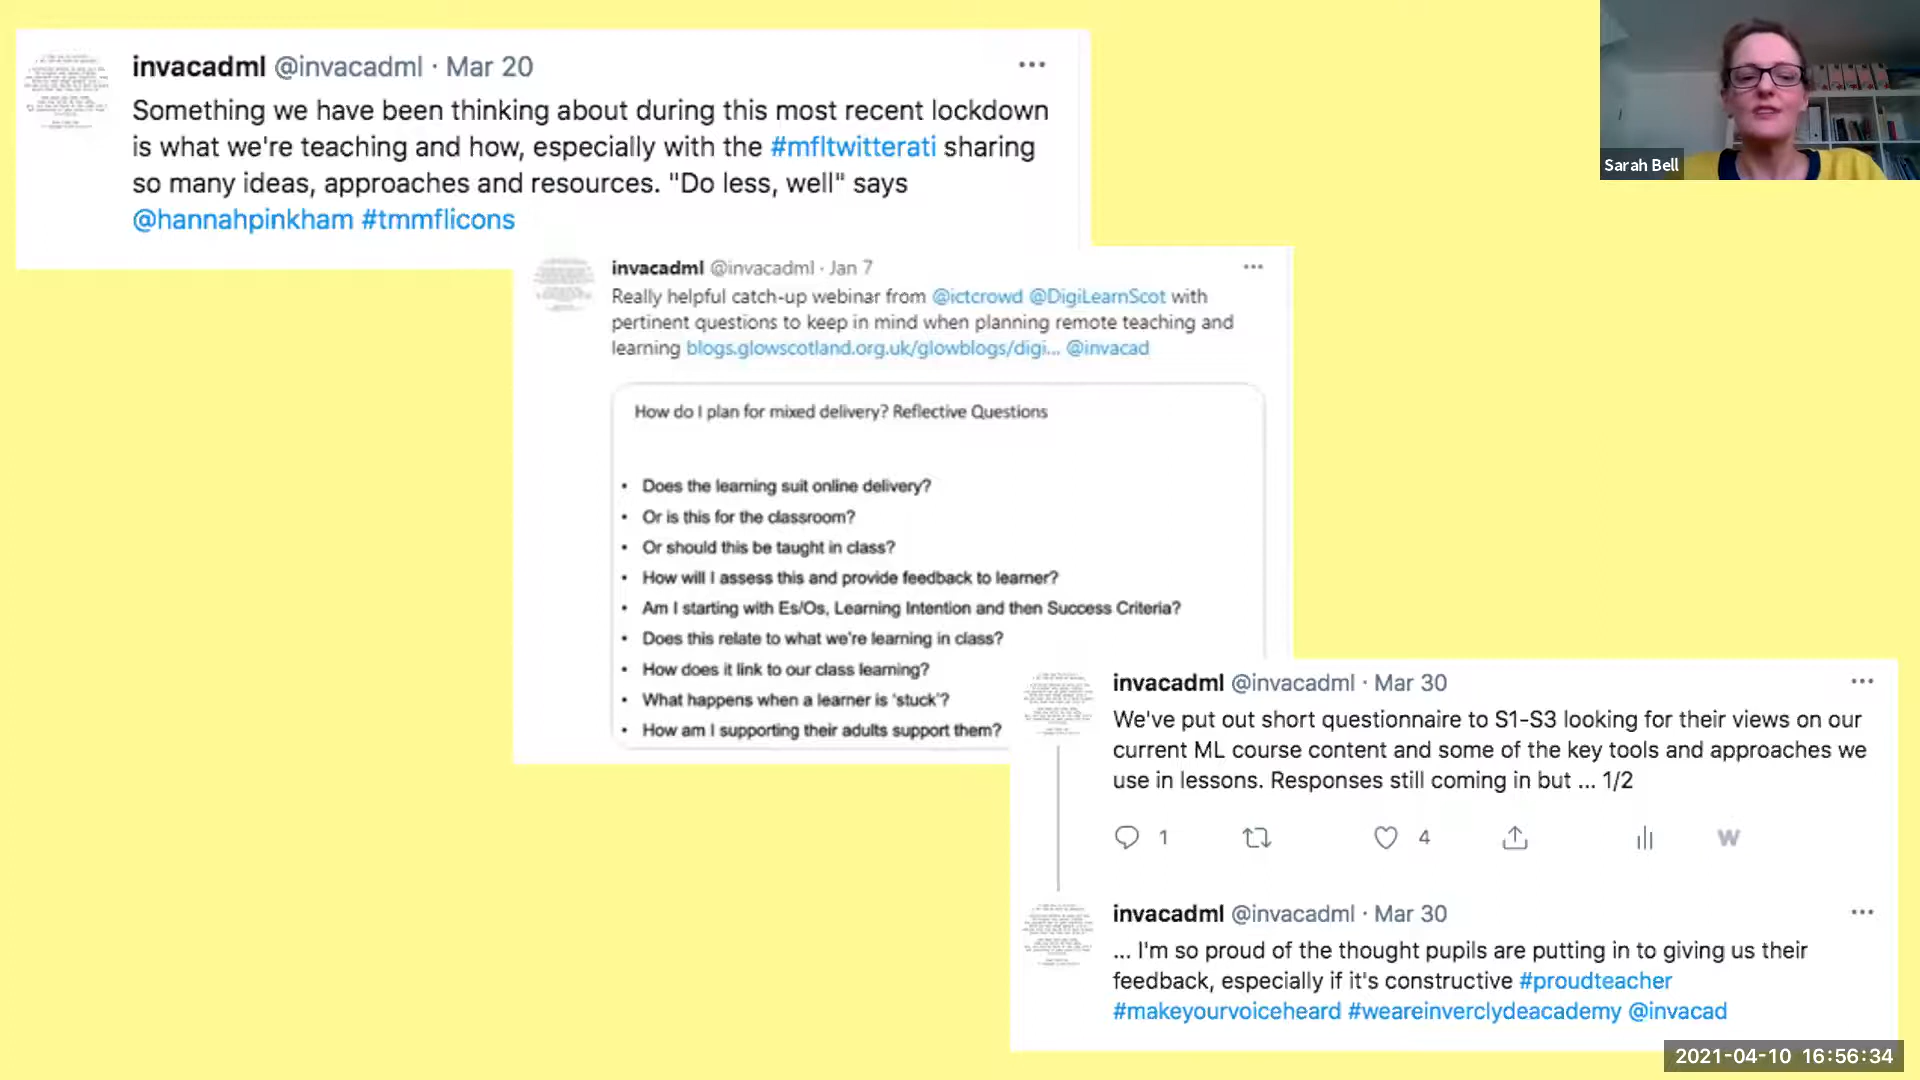 invacadml @invacadml · Mar 20
Something we have been thinking about during this most recent lockdown
is what we're teaching and how, especially with the #mfltwitterati sharing
so many ideas, approaches and resources. "Do less, well" says
@hannahpinkham #tmmflicons
Sarah Bell
invacadml @invacadml · Jan 7
Really helpful catch-up webinar from @ictcrowd @DigiLearnScot with
pertinent questions to keep in mind when planning remote teaching and
learning blogs.glowscotland.org.uk/glowblogs/digi... @invacad
How do I plan for mixed delivery? Reflective Questions
• Does the learning suit online delivery?
• Or is this for the classroom?
• Or should this be taught in class?
• How will I assess this and provide feedback to learner?
• Am I starting with Es/Os, Learning Intention and then Success Criteria?
• Does this relate to what we're learning in class?
• How does it link to our class learning?
• What happens when a learner is 'stuck'?
• How am I supporting their adults support them?
invacadml @invacadml · Mar 30
We've put out short questionnaire to S1-S3 looking for their views on our
current ML course content and some of the key tools and approaches we
use in lessons. Responses still coming in but ... 1/2
1 4 W
invacadml @invacadml · Mar 30
... I'm so proud of the thought pupils are putting in to giving us their
feedback, especially if it's constructive #proudteacher
#makeyourvoiceheard #weareinverclydeacademy @invacad
2021-04-10 16:56:34